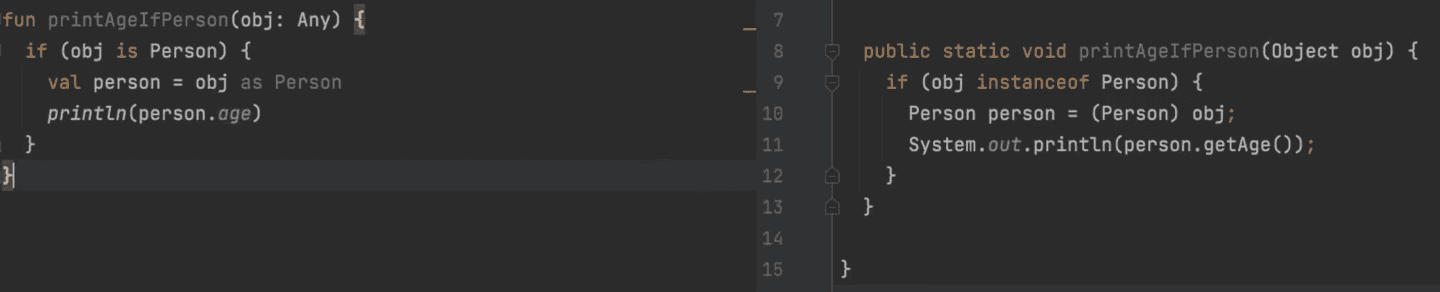 fun printAgeIfPerson(obj: Any) {
if (obj is Person) {
val person = obj as Person
println(person.age)
}
}
7
8 public static void printAgeIfPerson(Object obj) {
9 if (obj instanceof Person) {
10 Person person = (Person) obj;
11 System.out.println(person.getAge());
12 }
13 }
14
15 }